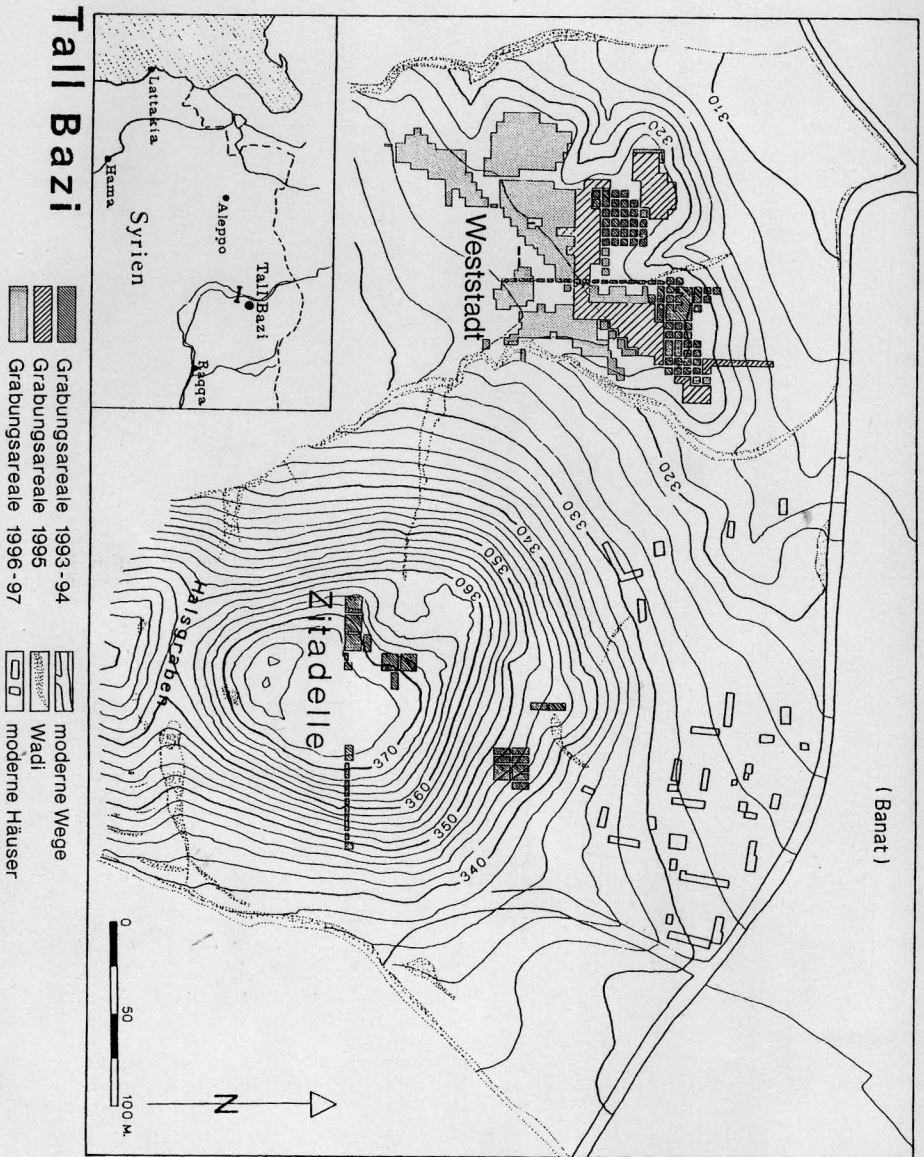 Tall Bazi
Grabungsareale 1993-94
Grabungsareale 1995
Grabungsareale 1996-97
moderne Wege
Wadi
moderne Häuser
Lattakia
Hama
Aleppo
Syrien
Tall Bazi
Raqqa
Weststadt
Zitadelle
Halsgraben
(Banat)
310
320
320
330
340
350
360
370
360
350
340
0
50
100 M.
N